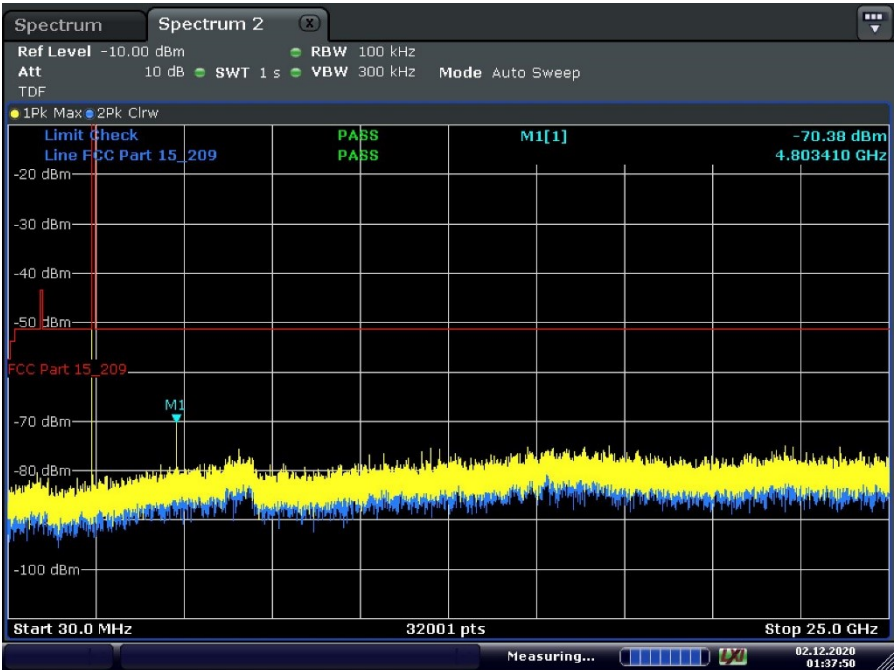 Spectrum Spectrum 2 X
Ref Level -10.00 dBm RBW 100 kHz
Att 10 dB SWT 1 s VBW 300 kHz Mode Auto Sweep
TDF
1Pk Max 2Pk Clrw
Limit Check PASS M1[1] -70.38 dBm
Line FCC Part 15_209 PASS 4.803410 GHz
-20 dBm
-30 dBm
-40 dBm
-50 dBm
FCC Part 15_209
M1
-70 dBm
-80 dBm
-100 dBm
Start 30.0 MHz 32001 pts Stop 25.0 GHz
Measuring... LXI 02.12.2020
01:37:50